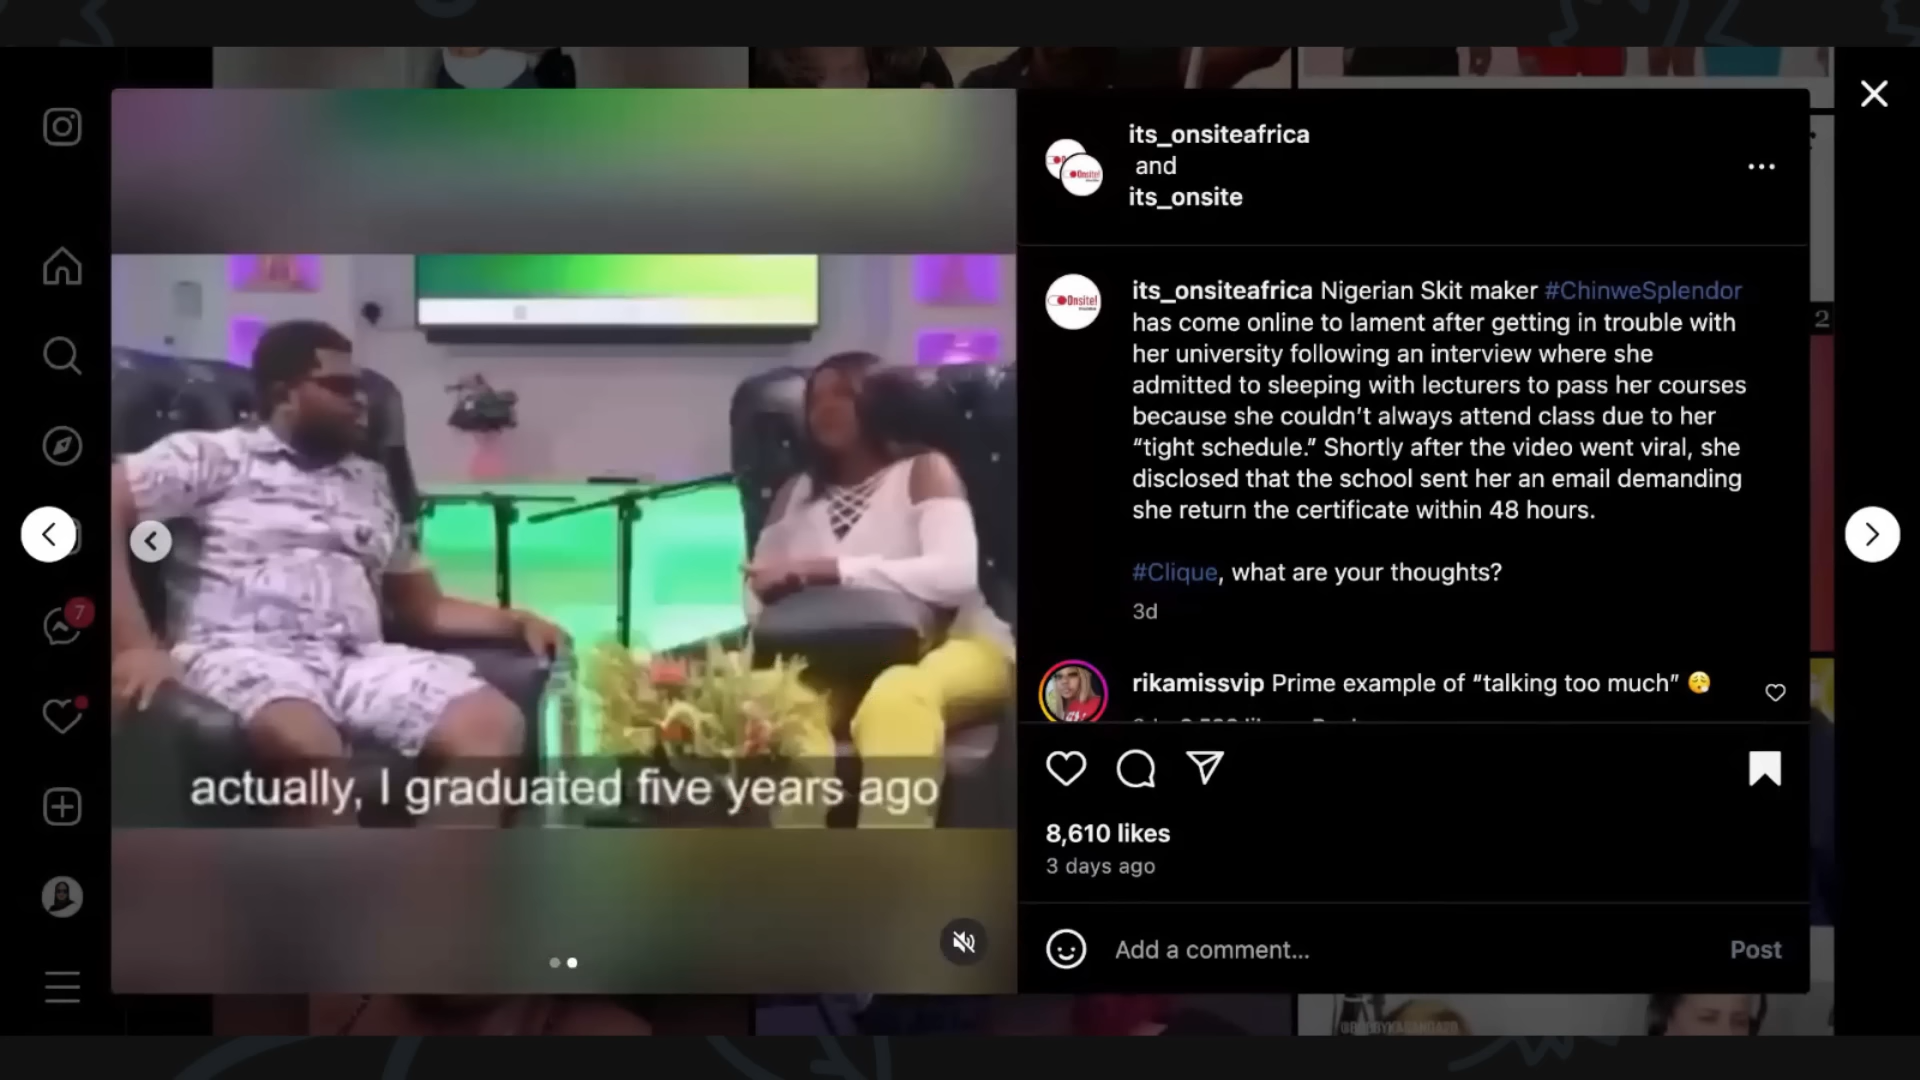 its_onsiteafrica
and
its_onsite
Onsite!
Onsite!
its_onsiteafrica Nigerian Skit maker #ChinweSplendor
has come online to lament after getting in trouble with
her university following an interview where she
admitted to sleeping with lecturers to pass her courses
because she couldn't always attend class due to her
“tight schedule.” Shortly after the video went viral, she
disclosed that the school sent her an email demanding
she return the certificate within 48 hours.
#Clique, what are your thoughts?
3d
rikamissvip Prime example of “talking too much” 😮‍💨
7
2
actually, I graduated five years ago
8,610 likes
3 days ago
Add a comment...
Post